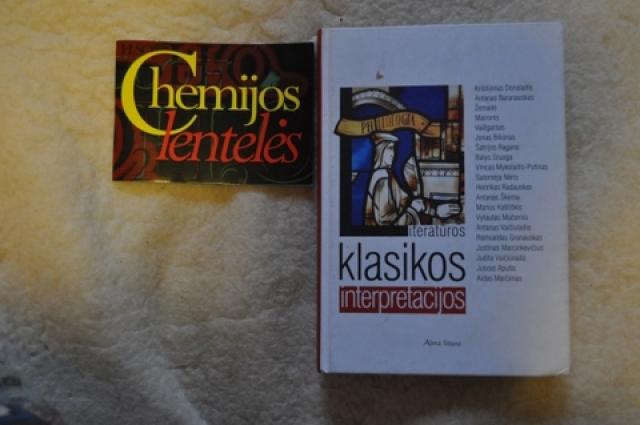 H₂SO
Chemijos
lentelės
PHILOLOGIA
Literatūros
klasikos
interpretacijos
Kristijonas Donelaitis
Antanas Baranauskas
Žemaitė
Maironis
Vaižgantas
Jonas Biliūnas
Šatrijos Ragana
Balys Sruoga
Vincas Mykolaitis-Putinas
Salomėja Nėris
Henrikas Radauskas
Antanas Škėma
Marius Katiliškis
Vytautas Mačernis
Antanas Vaičiulaitis
Romualdas Granauskas
Justinas Marcinkevičius
Judita Vaičiūnaitė
Juozas Aputis
Aidas Marčėnas
Alma littera